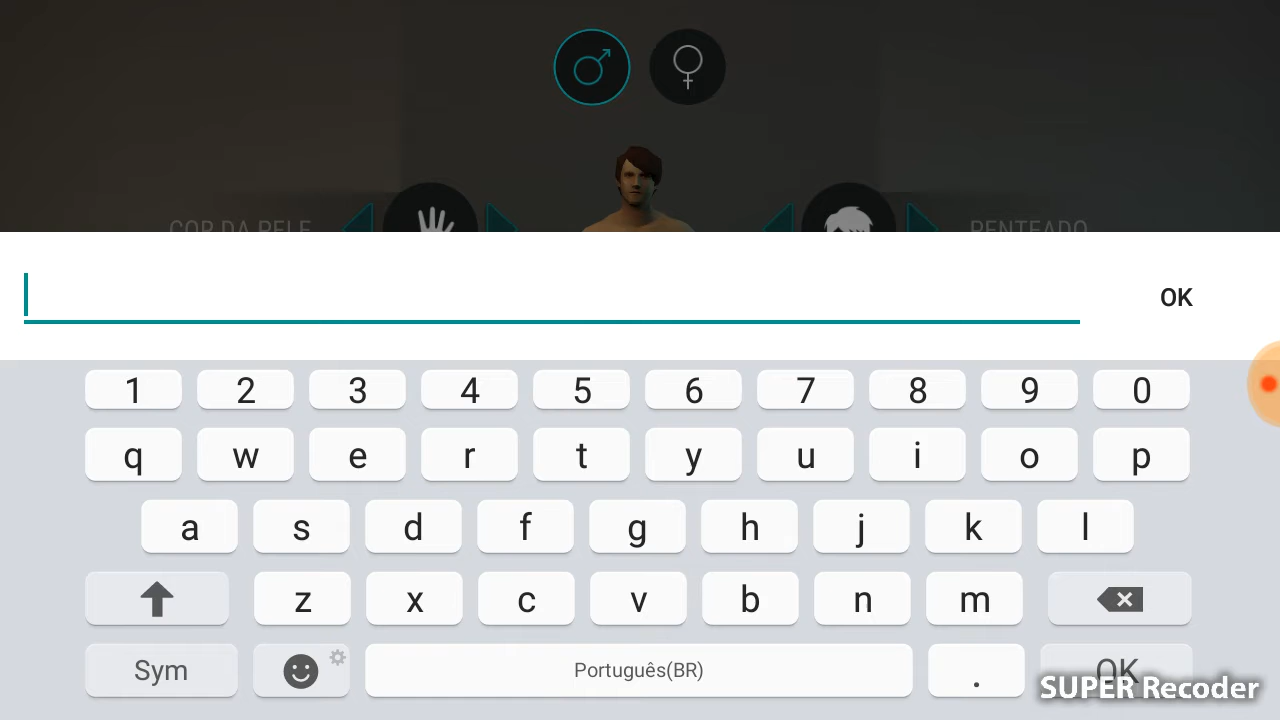 COR DA PELE
PENTEADO
OK
1 2 3 4 5 6 7 8 9 0
q w e r t y u i o p
a s d f g h j k l
z x c v b n m
Sym Português(BR) . OK
SUPER Recoder